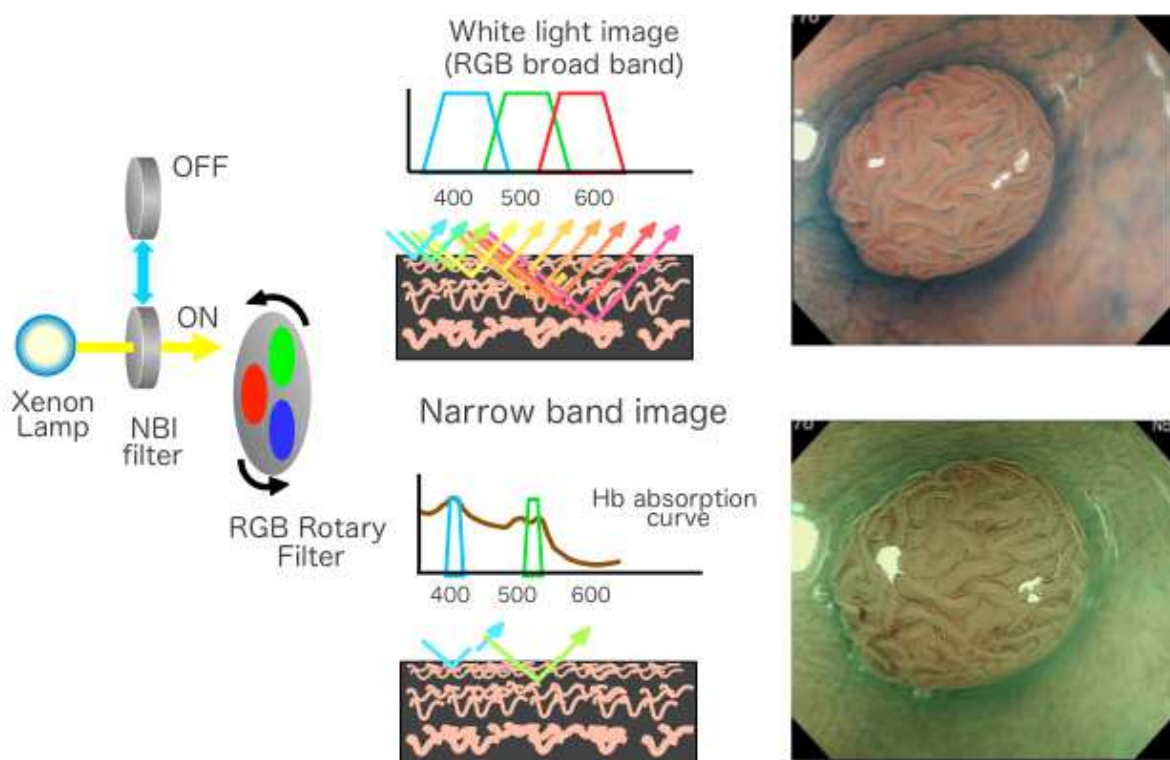 White light image
(RGB broad band)
400 500 600
OFF
ON
Xenon
Lamp
NBI
filter
RGB Rotary
Filter
Narrow band image
Hb absorption
curve
400 500 600